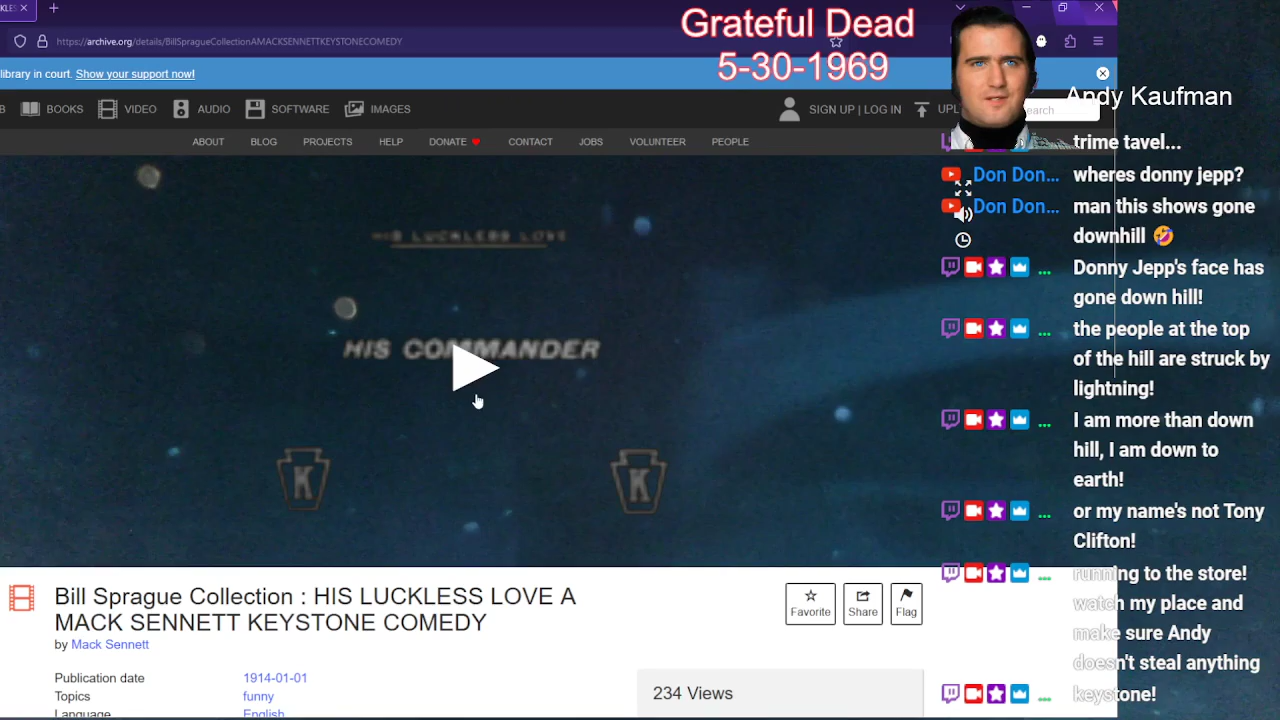 KLES
https://archive.org/details/BillSpragueCollectionAMACKSENNETTKEYSTONECOMEDY
Grateful Dead
5-30-1969
library in court. Show your support now!
B BOOKS VIDEO AUDIO SOFTWARE IMAGES SIGN UP | LOG IN UPL earch
ABOUT BLOG PROJECTS HELP DONATE CONTACT JOBS VOLUNTEER PEOPLE
HIS LUCKLESS LOVE
HIS COMMANDER
K K
Bill Sprague Collection : HIS LUCKLESS LOVE A
MACK SENNETT KEYSTONE COMEDY
by Mack Sennett
Favorite Share Flag
Publication date 1914-01-01
Topics funny
Language English
234 Views
Andy Kaufman
trime tavel...
Don Don... wheres donny jepp?
Don Don... man this shows gone
downhill 🤣
... Donny Jepp's face has
gone down hill!
... the people at the top
of the hill are struck by
lightning!
... I am more than down
hill, I am down to
earth!
... or my name's not Tony
Clifton!
... running to the store!
watch my place and
make sure Andy
doesn't steal anything
... keystone!